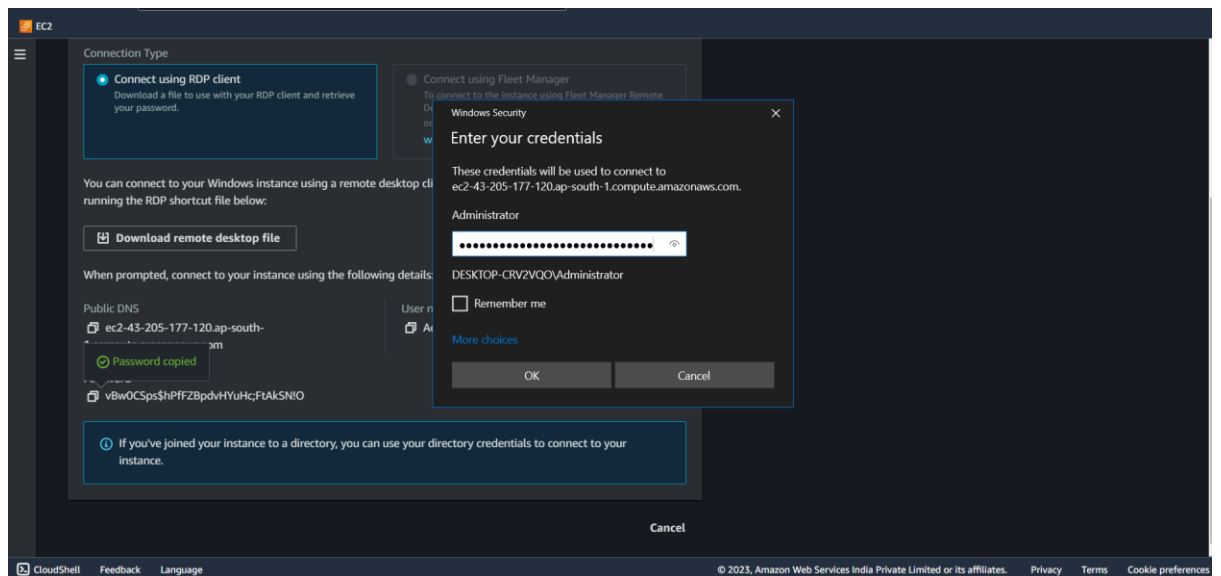 EC2
Connection Type
Connect using RDP client
Download a file to use with your RDP client and retrieve
your password.
Connect using Fleet Manager
To connect to the instance using Fleet Manager Remote
You can connect to your Windows instance using a remote desktop
running the RDP shortcut file below:
Download remote desktop file
When prompted, connect to your instance using the following details
Public DNS
ec2-43-205-177-120.ap-south-
User
Password copied
vBw0CSps$hPfFZBpdvHYuHc;FtAkSN!O
If you've joined your instance to a directory, you can use your directory credentials to connect to your
instance.
Cancel
Windows Security
Enter your credentials
These credentials will be used to connect to
ec2-43-205-177-120.ap-south-1.compute.amazonaws.com.
Administrator
DESKTOP-CRV2VQO\Administrator
Remember me
More choices
OK
Cancel
CloudShell Feedback Language
© 2023, Amazon Web Services India Private Limited or its affiliates. Privacy Terms Cookie preferences